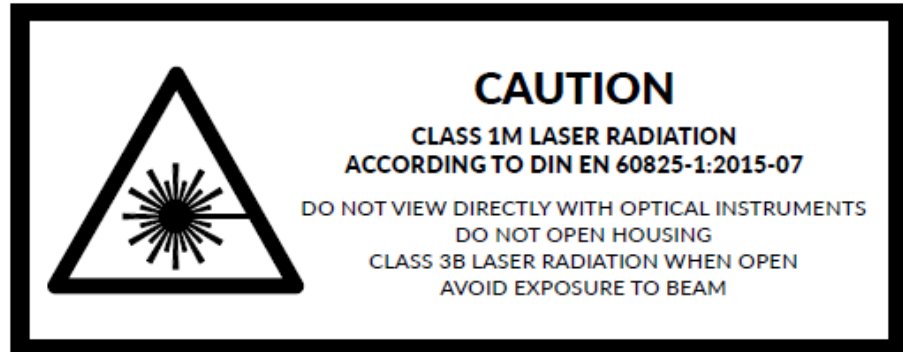 CAUTION
CLASS 1M LASER RADIATION
ACCORDING TO DIN EN 60825-1:2015-07
DO NOT VIEW DIRECTLY WITH OPTICAL INSTRUMENTS
DO NOT OPEN HOUSING
CLASS 3B LASER RADIATION WHEN OPEN
AVOID EXPOSURE TO BEAM